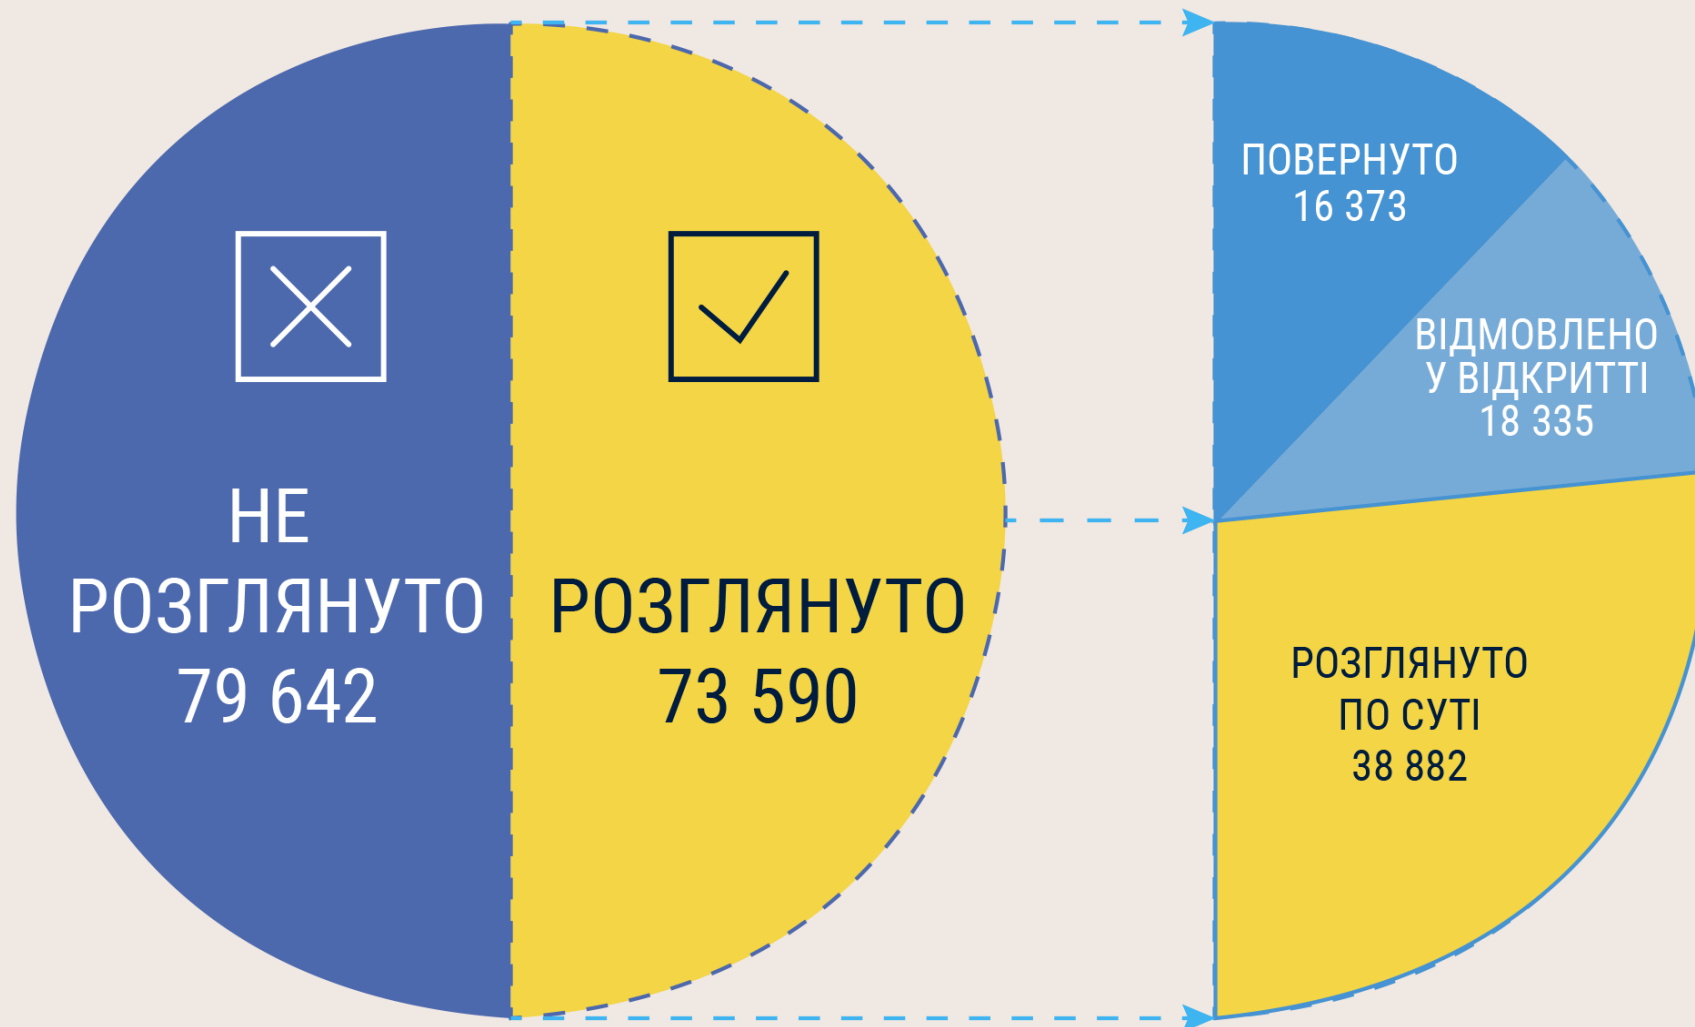 НЕ
РОЗГЛЯНУТО
79 642
РОЗГЛЯНУТО
73 590
ПОВЕРНУТО
16 373
ВІДМОВЛЕНО
У ВІДКРИТТІ
18 335
РОЗГЛЯНУТО
ПО СУТІ
38 882